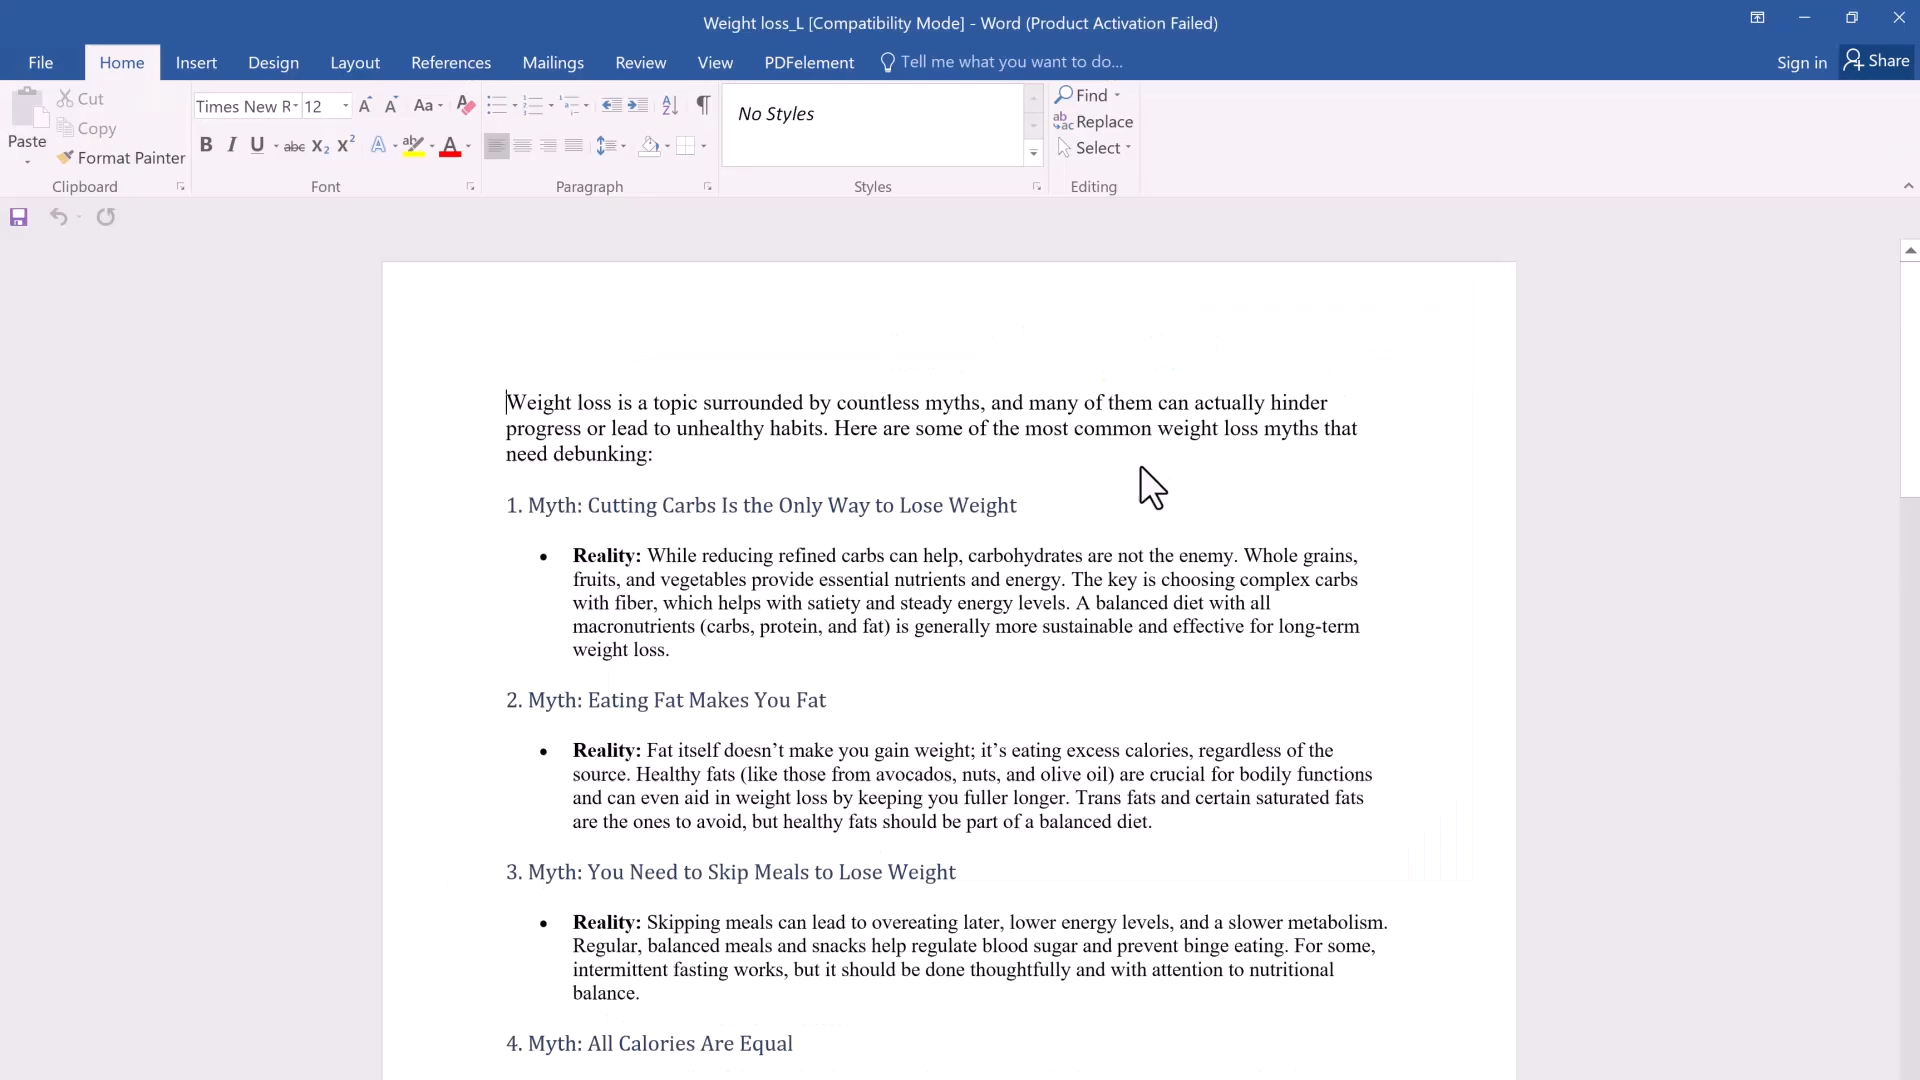 Weight loss_L [Compatibility Mode] - Word (Product Activation Failed)
File Home Insert Design Layout References Mailings Review View PDFelement Tell me what you want to do... Sign in Share
Paste
Cut
Copy
Format Painter
Clipboard
Times New R 12 Aa
B I U abc X2 X2 A ab A
Font
Paragraph
No Styles
Styles
Find
Replace
Select
Editing
Weight loss is a topic surrounded by countless myths, and many of them can actually hinder
progress or lead to unhealthy habits. Here are some of the most common weight loss myths that
need debunking:
1. Myth: Cutting Carbs Is the Only Way to Lose Weight
• Reality: While reducing refined carbs can help, carbohydrates are not the enemy. Whole grains,
fruits, and vegetables provide essential nutrients and energy. The key is choosing complex carbs
with fiber, which helps with satiety and steady energy levels. A balanced diet with all
macronutrients (carbs, protein, and fat) is generally more sustainable and effective for long-term
weight loss.
2. Myth: Eating Fat Makes You Fat
• Reality: Fat itself doesn’t make you gain weight; it’s eating excess calories, regardless of the
source. Healthy fats (like those from avocados, nuts, and olive oil) are crucial for bodily functions
and can even aid in weight loss by keeping you fuller longer. Trans fats and certain saturated fats
are the ones to avoid, but healthy fats should be part of a balanced diet.
3. Myth: You Need to Skip Meals to Lose Weight
• Reality: Skipping meals can lead to overeating later, lower energy levels, and a slower metabolism.
Regular, balanced meals and snacks help regulate blood sugar and prevent binge eating. For some,
intermittent fasting works, but it should be done thoughtfully and with attention to nutritional
balance.
4. Myth: All Calories Are Equal